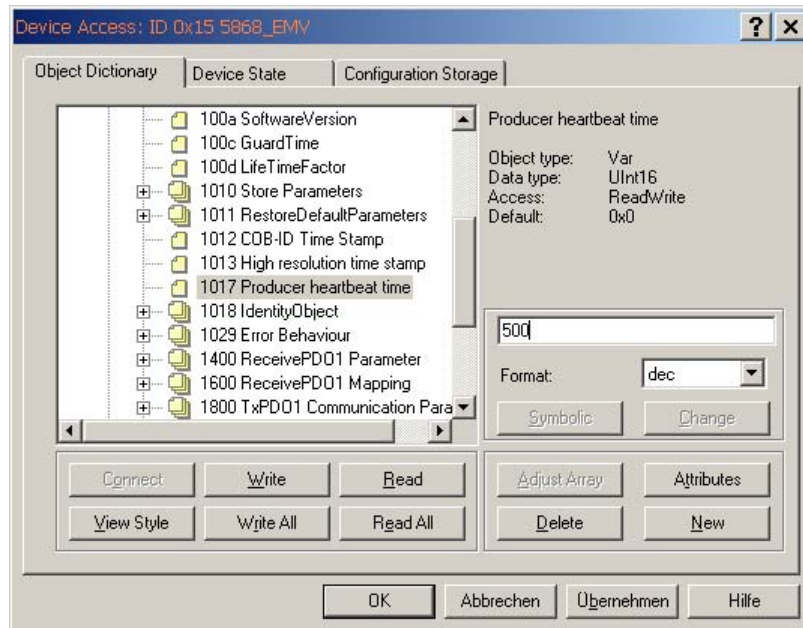 Device Access: ID 0x15 5868_EMV
Object Dictionary
Device State
Configuration Storage
100a SoftwareVersion
100c GuardTime
100d LifeTimeFactor
1010 Store Parameters
1011 RestoreDefaultParameters
1012 COB-ID Time Stamp
1013 High resolution time stamp
1017 Producer heartbeat time
1018 IdentityObject
1029 Error Behaviour
1400 ReceivePDO1 Parameter
1600 ReceivePDO1 Mapping
1800 TxPDO1 Communication Para
Producer heartbeat time
Object type: Var
Data type: UInt16
Access: ReadWrite
Default: 0x0
500
Format: dec
Symbolic Change
Connect Write Read
View Style Write All Read All
Adjust Array Attributes
Delete New
OK Abbrechen Übernehmen Hilfe